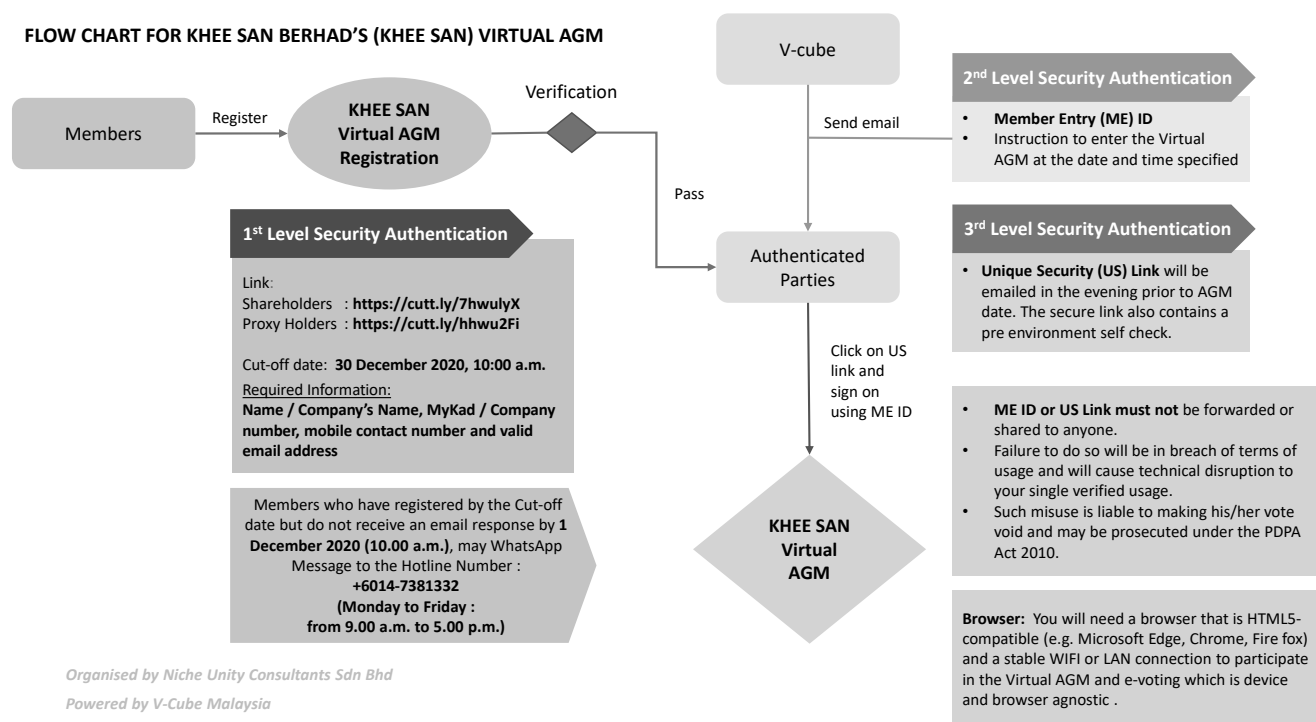 FLOW CHART FOR KHEE SAN BERHAD'S (KHEE SAN) VIRTUAL AGM
Members
Register
KHEE SAN
Virtual AGM
Registration
Verification
Pass
V-cube
Send email
Authenticated
Parties
Click on US
link and
sign on
using ME ID
KHEE SAN
Virtual
AGM
1st Level Security Authentication
Link:
Shareholders : https://cutt.ly/7hwulyX
Proxy Holders : https://cutt.ly/hhwu2Fi
Cut-off date: 30 December 2020, 10:00 a.m.
Required Information:
Name / Company's Name, MyKad / Company
number, mobile contact number and valid
email address
Members who have registered by the Cut-off
date but do not receive an email response by 1
December 2020 (10.00 a.m.), may WhatsApp
Message to the Hotline Number :
+6014-7381332
(Monday to Friday :
from 9.00 a.m. to 5.00 p.m.)
2nd Level Security Authentication
• Member Entry (ME) ID
• Instruction to enter the Virtual
AGM at the date and time specified
3rd Level Security Authentication
• Unique Security (US) Link will be
emailed in the evening prior to AGM
date. The secure link also contains a
pre environment self check.
• ME ID or US Link must not be forwarded or
shared to anyone.
• Failure to do so will be in breach of terms of
usage and will cause technical disruption to
your single verified usage.
• Such misuse is liable to making his/her vote
void and may be prosecuted under the PDPA
Act 2010.
Browser: You will need a browser that is HTML5-
compatible (e.g. Microsoft Edge, Chrome, Fire fox)
and a stable WIFI or LAN connection to participate
in the Virtual AGM and e-voting which is device
and browser agnostic .
Organised by Niche Unity Consultants Sdn Bhd
Powered by V-Cube Malaysia